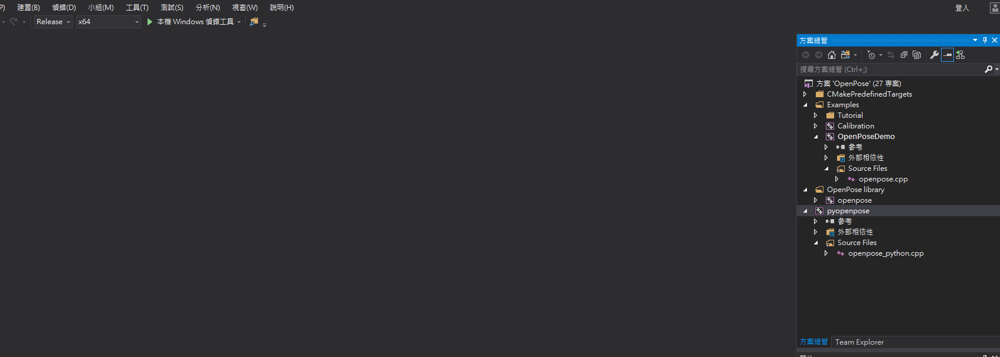 P) 建置(B) 偵錯(D) 小組(M) 工具(T) 測試(S) 分析(N) 視窗(W) 說明(H) 登入
Release x64 本機 Windows 偵錯工具
方案總管
搜尋方案總管 (Ctrl+;)
方案 'OpenPose' (27 專案)
CMakePredefinedTargets
Examples
Tutorial
Calibration
OpenPoseDemo
參考
外部相依性
Source Files
openpose.cpp
OpenPose library
openpose
pyopenpose
參考
外部相依性
Source Files
openpose_python.cpp
方案總管 Team Explorer